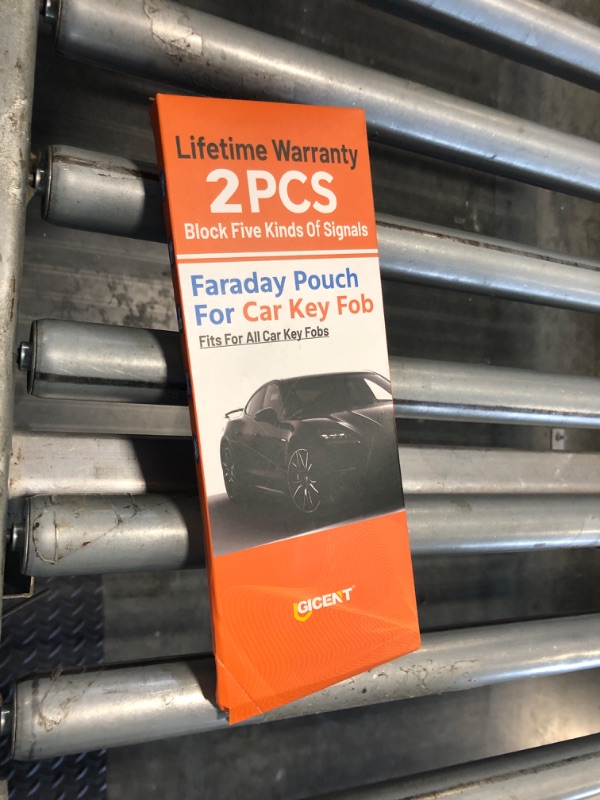 Lifetime Warranty
2PCS
Block Five Kinds Of Signals
Faraday Pouch
For Car Key Fob
Fits For All Car Key Fobs
GICENT